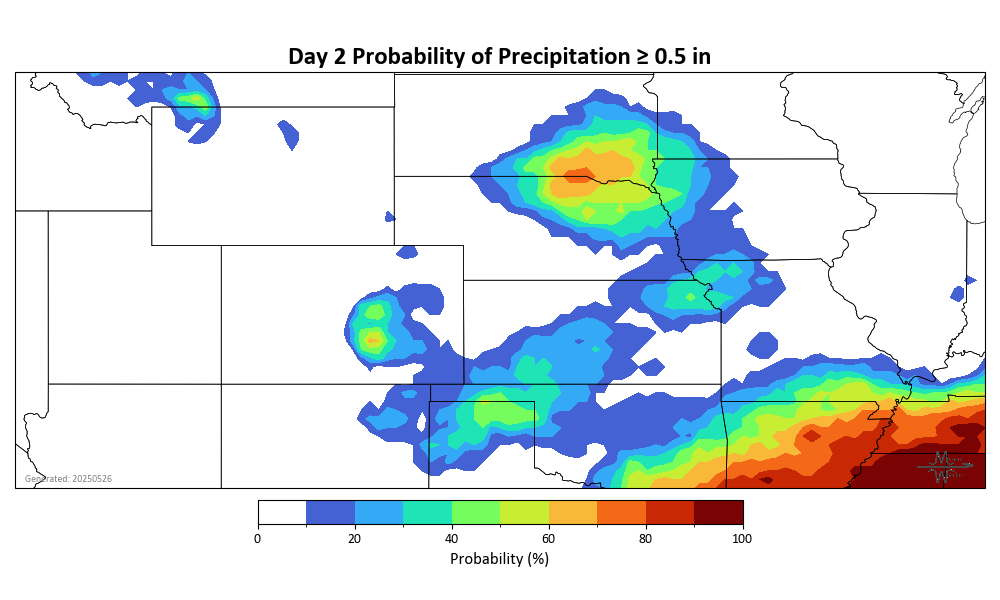 Day 2 Probability of Precipitation ≥ 0.5 in
Generated: 20250526
0 20 40 60 80 100
Probability (%)